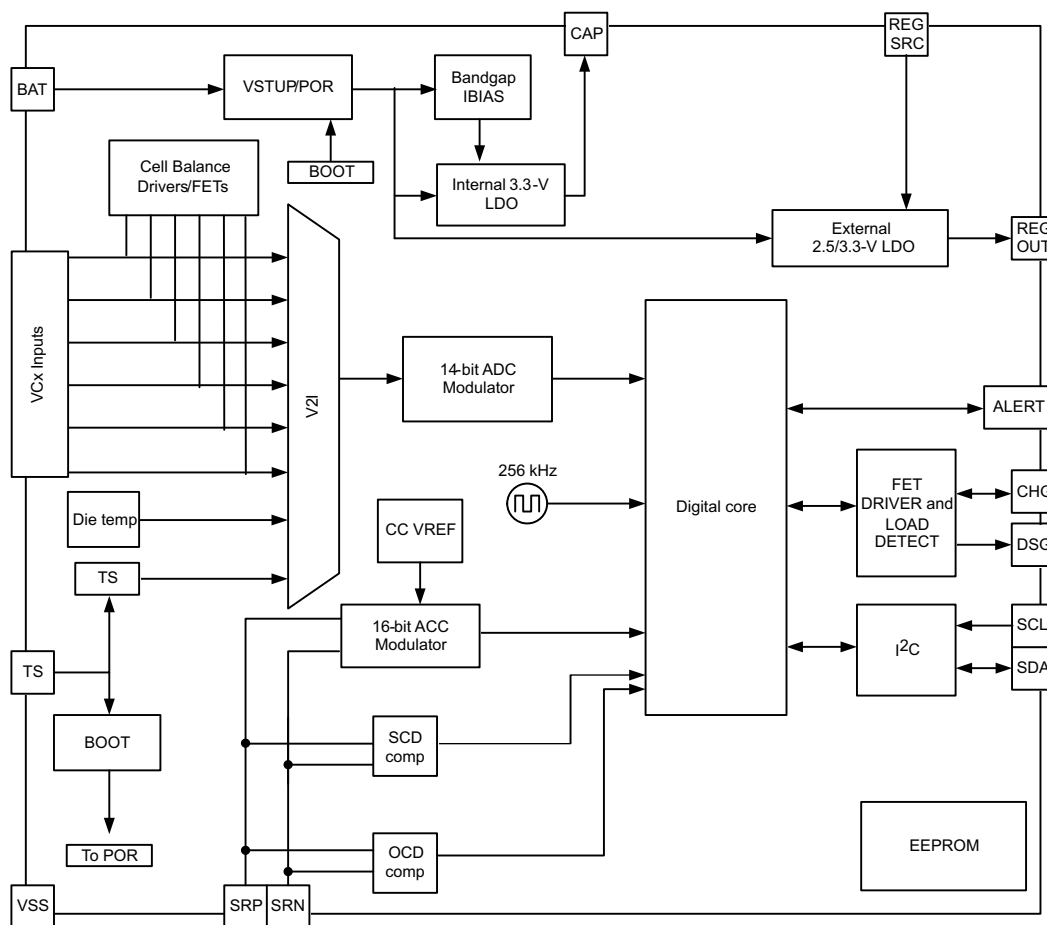 CAP
REG
SRC
BAT
VSTUP/POR
Bandgap
IBIAS
BOOT
Cell Balance
Drivers/FETs
Internal 3.3-V
LDO
External
2.5/3.3-V LDO
REG
OUT
VCx Inputs
V2I
14-bit ADC
Modulator
ALERT
256 kHz
Digital core
FET
DRIVER and
LOAD
DETECT
CHG
DSG
Die temp
CC VREF
TS
16-bit ACC
Modulator
I2C
SCL
SDA
TS
BOOT
SCD
comp
To POR
OCD
comp
EEPROM
VSS
SRP
SRN